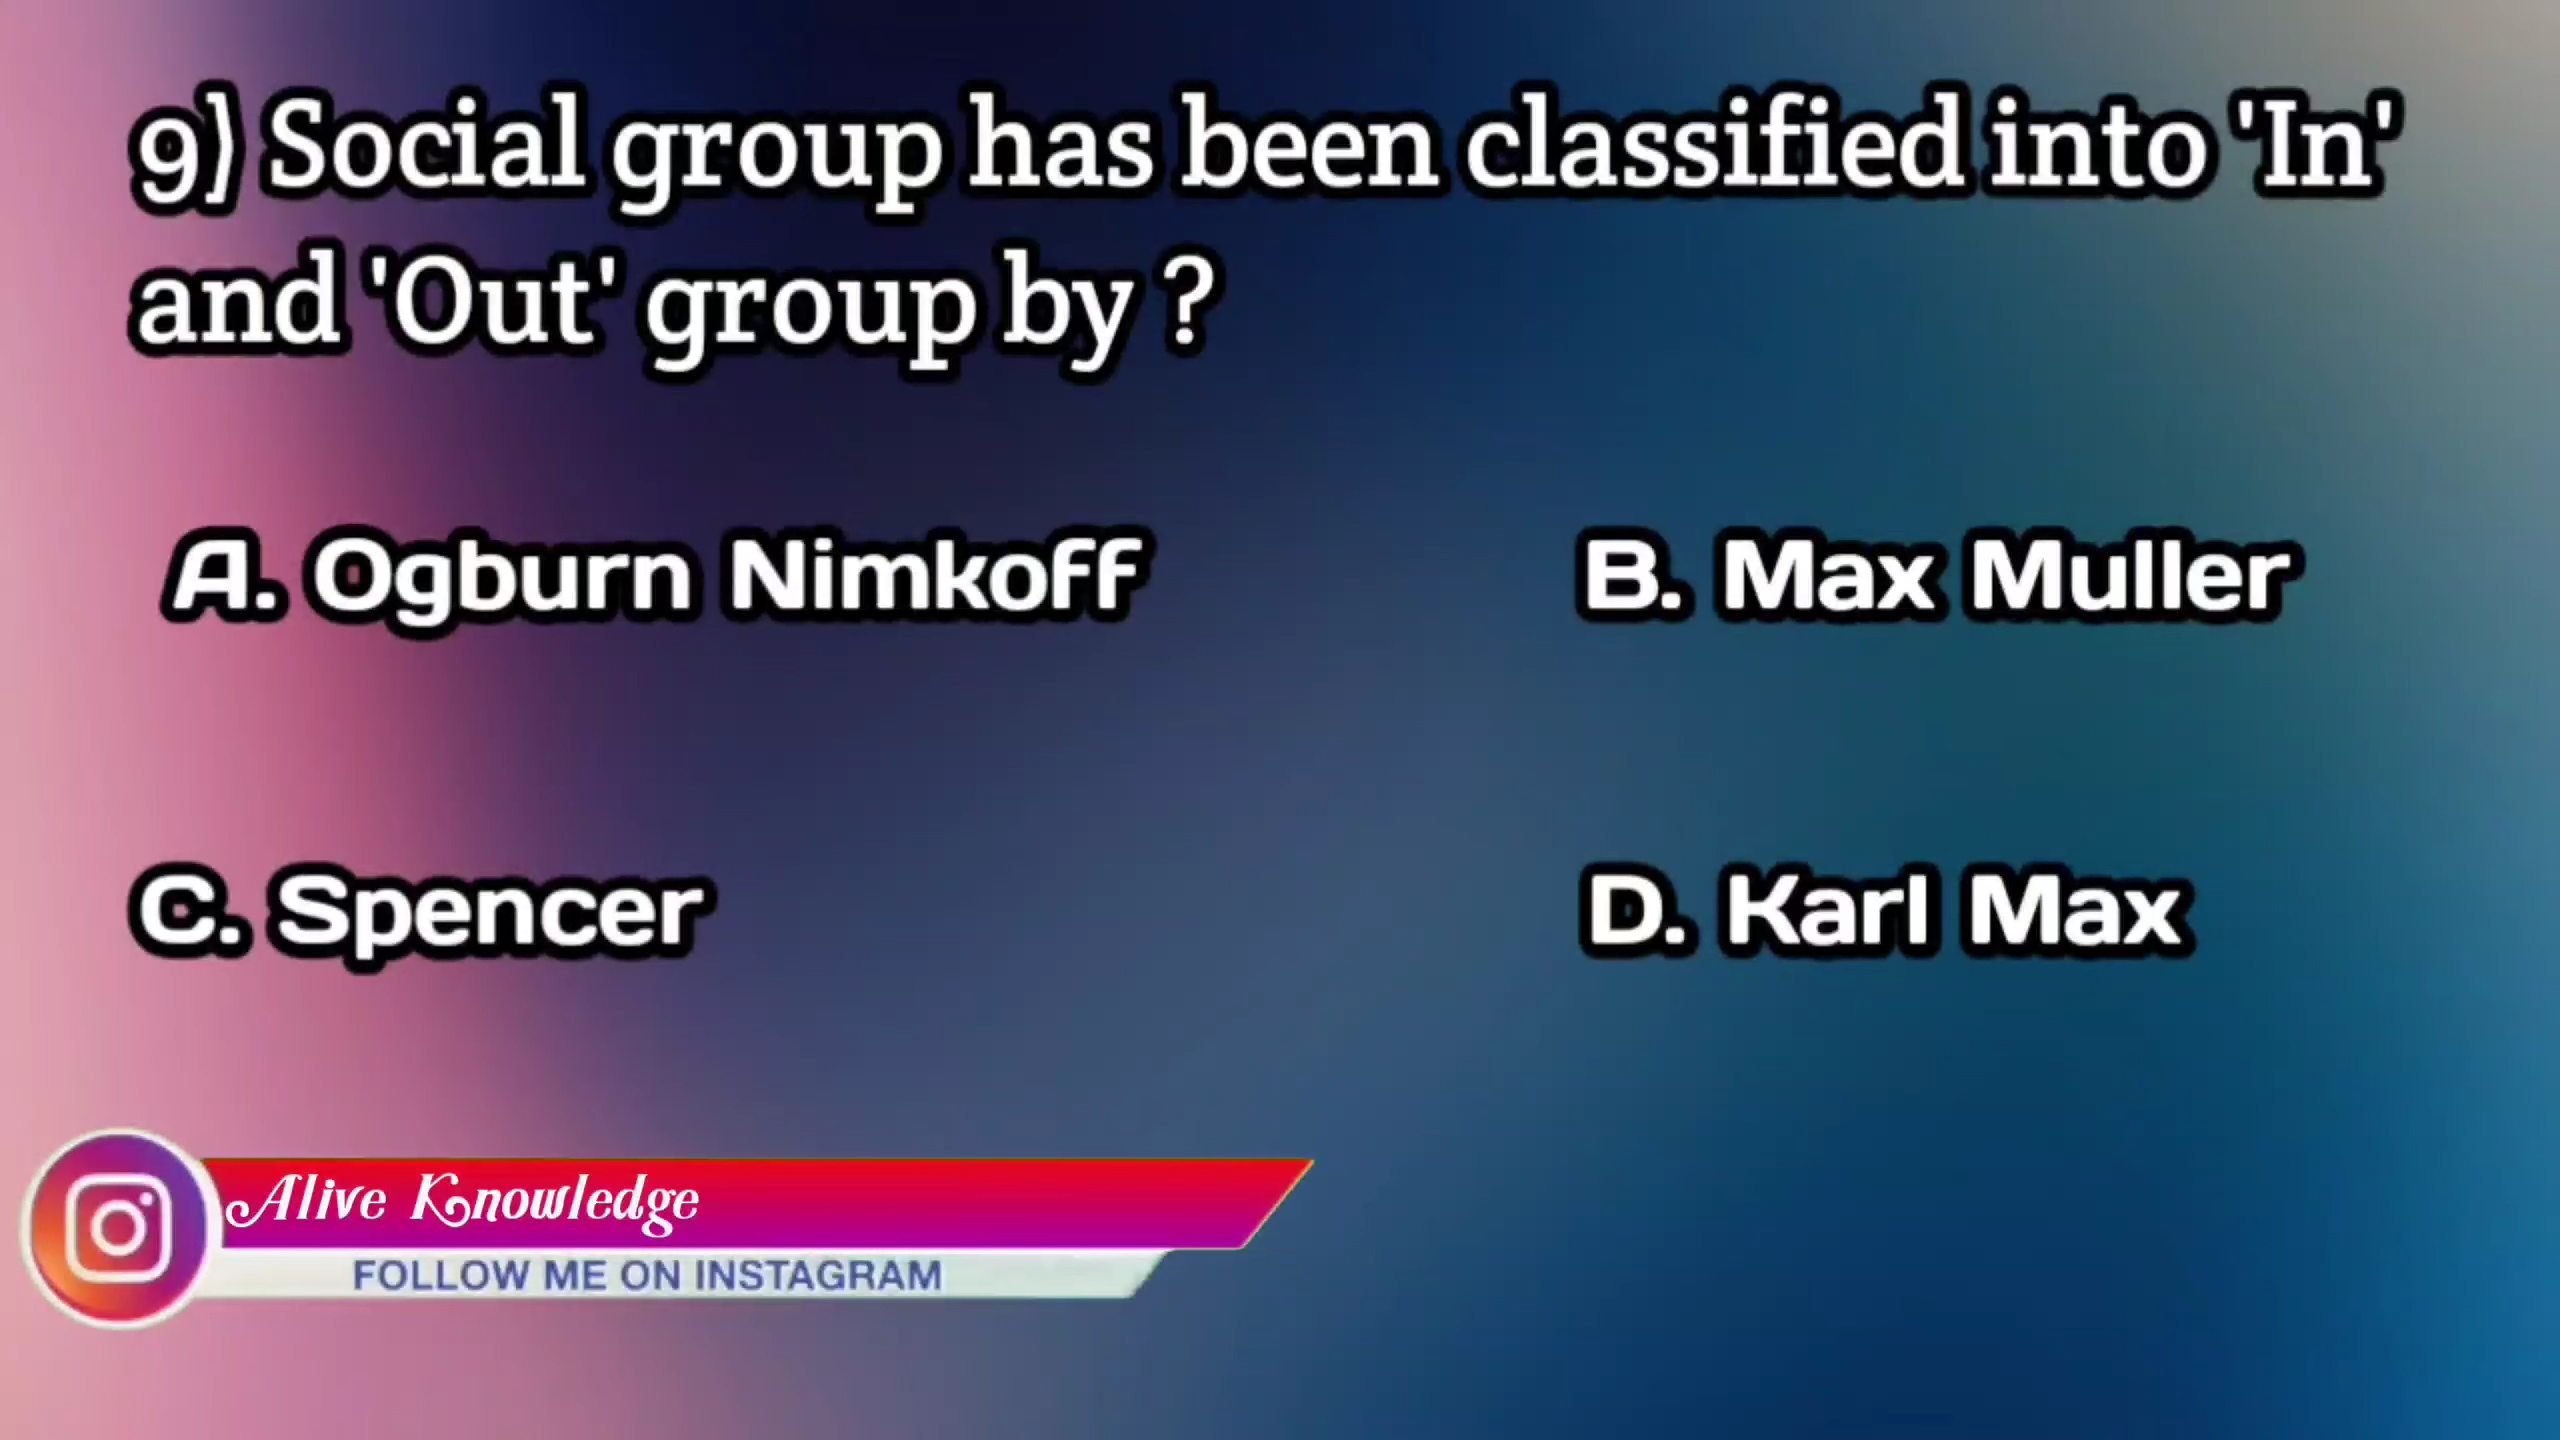 9) Social group has been classified into 'In'
and 'Out' group by ?
A. Ogburn Nimkoff
B. Max Muller
C. Spencer
D. Karl Max
Alive Knowledge
FOLLOW ME ON INSTAGRAM